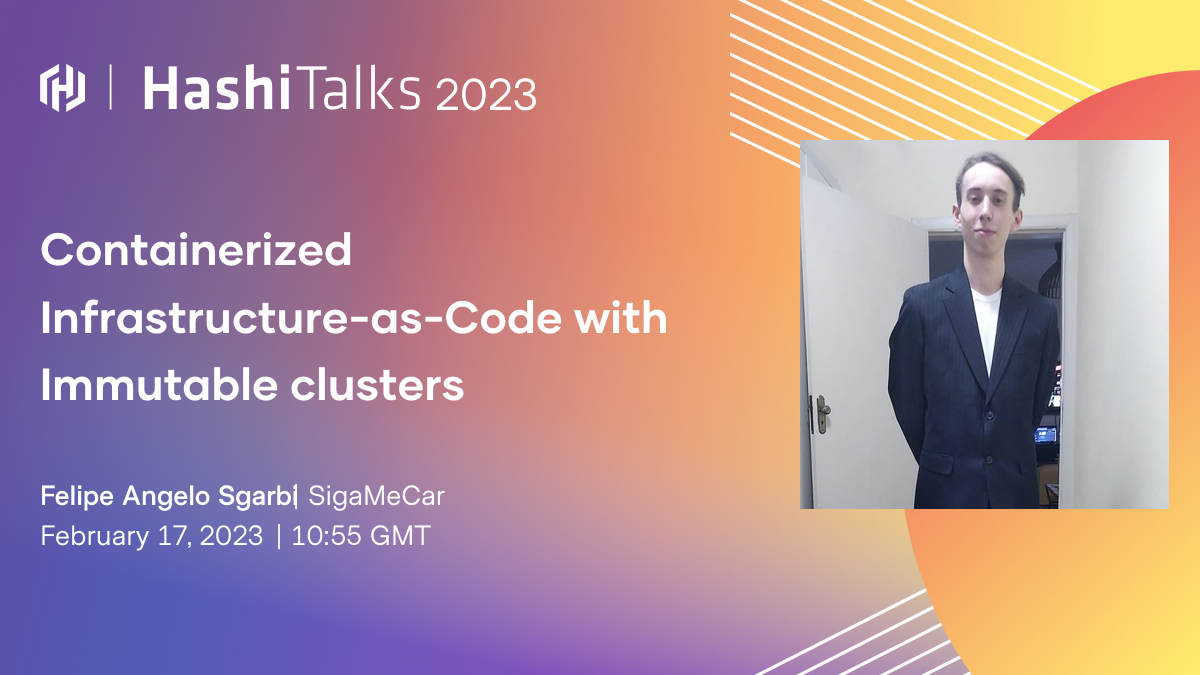 HashiTalks 2023
Containerized
Infrastructure-as-Code with
Immutable clusters
Felipe Angelo Sgarbi | SigaMeCar
February 17, 2023 | 10:55 GMT